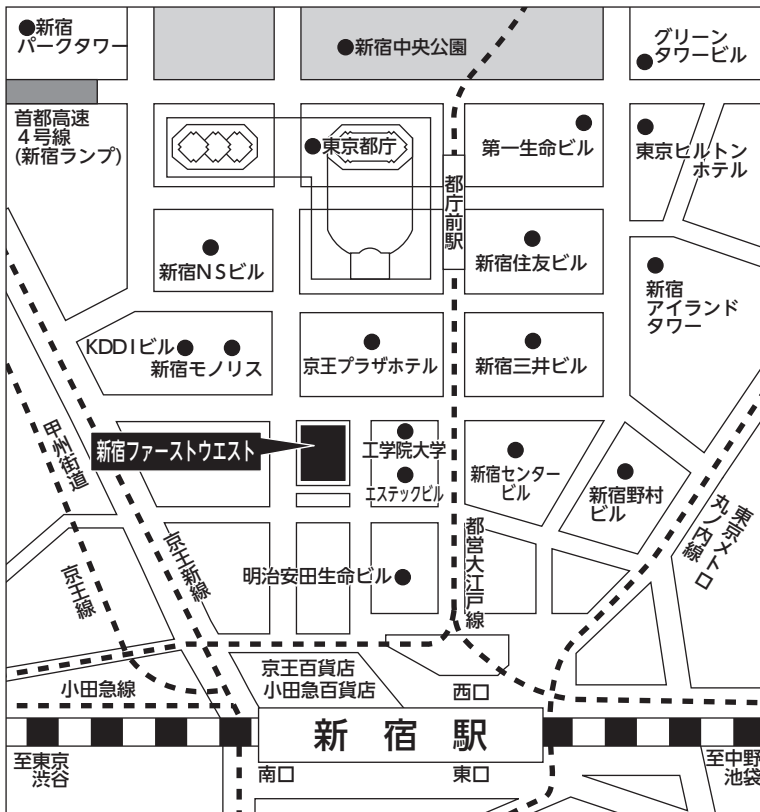 新宿
パークタワー
新宿中央公園
グリーン
タワービル
首都高速
4号線
(新宿ランプ)
東京都庁
第一生命ビル
東京ヒルトン
ホテル
都庁前駅
新宿NSビル
新宿住友ビル
新宿
アイランド
タワー
KDDIビル
新宿モノリス
京王プラザホテル
新宿三井ビル
甲州街道
新宿ファーストウエスト
工学院大学
エステックビル
新宿センター
ビル
新宿野村
ビル
東京メトロ
丸ノ内線
京王線
京王新線
明治安田生命ビル
都営大江戸線
小田急線
京王百貨店
小田急百貨店
西口
新宿駅
至東京
渋谷
南口
東口
至中野
池袋